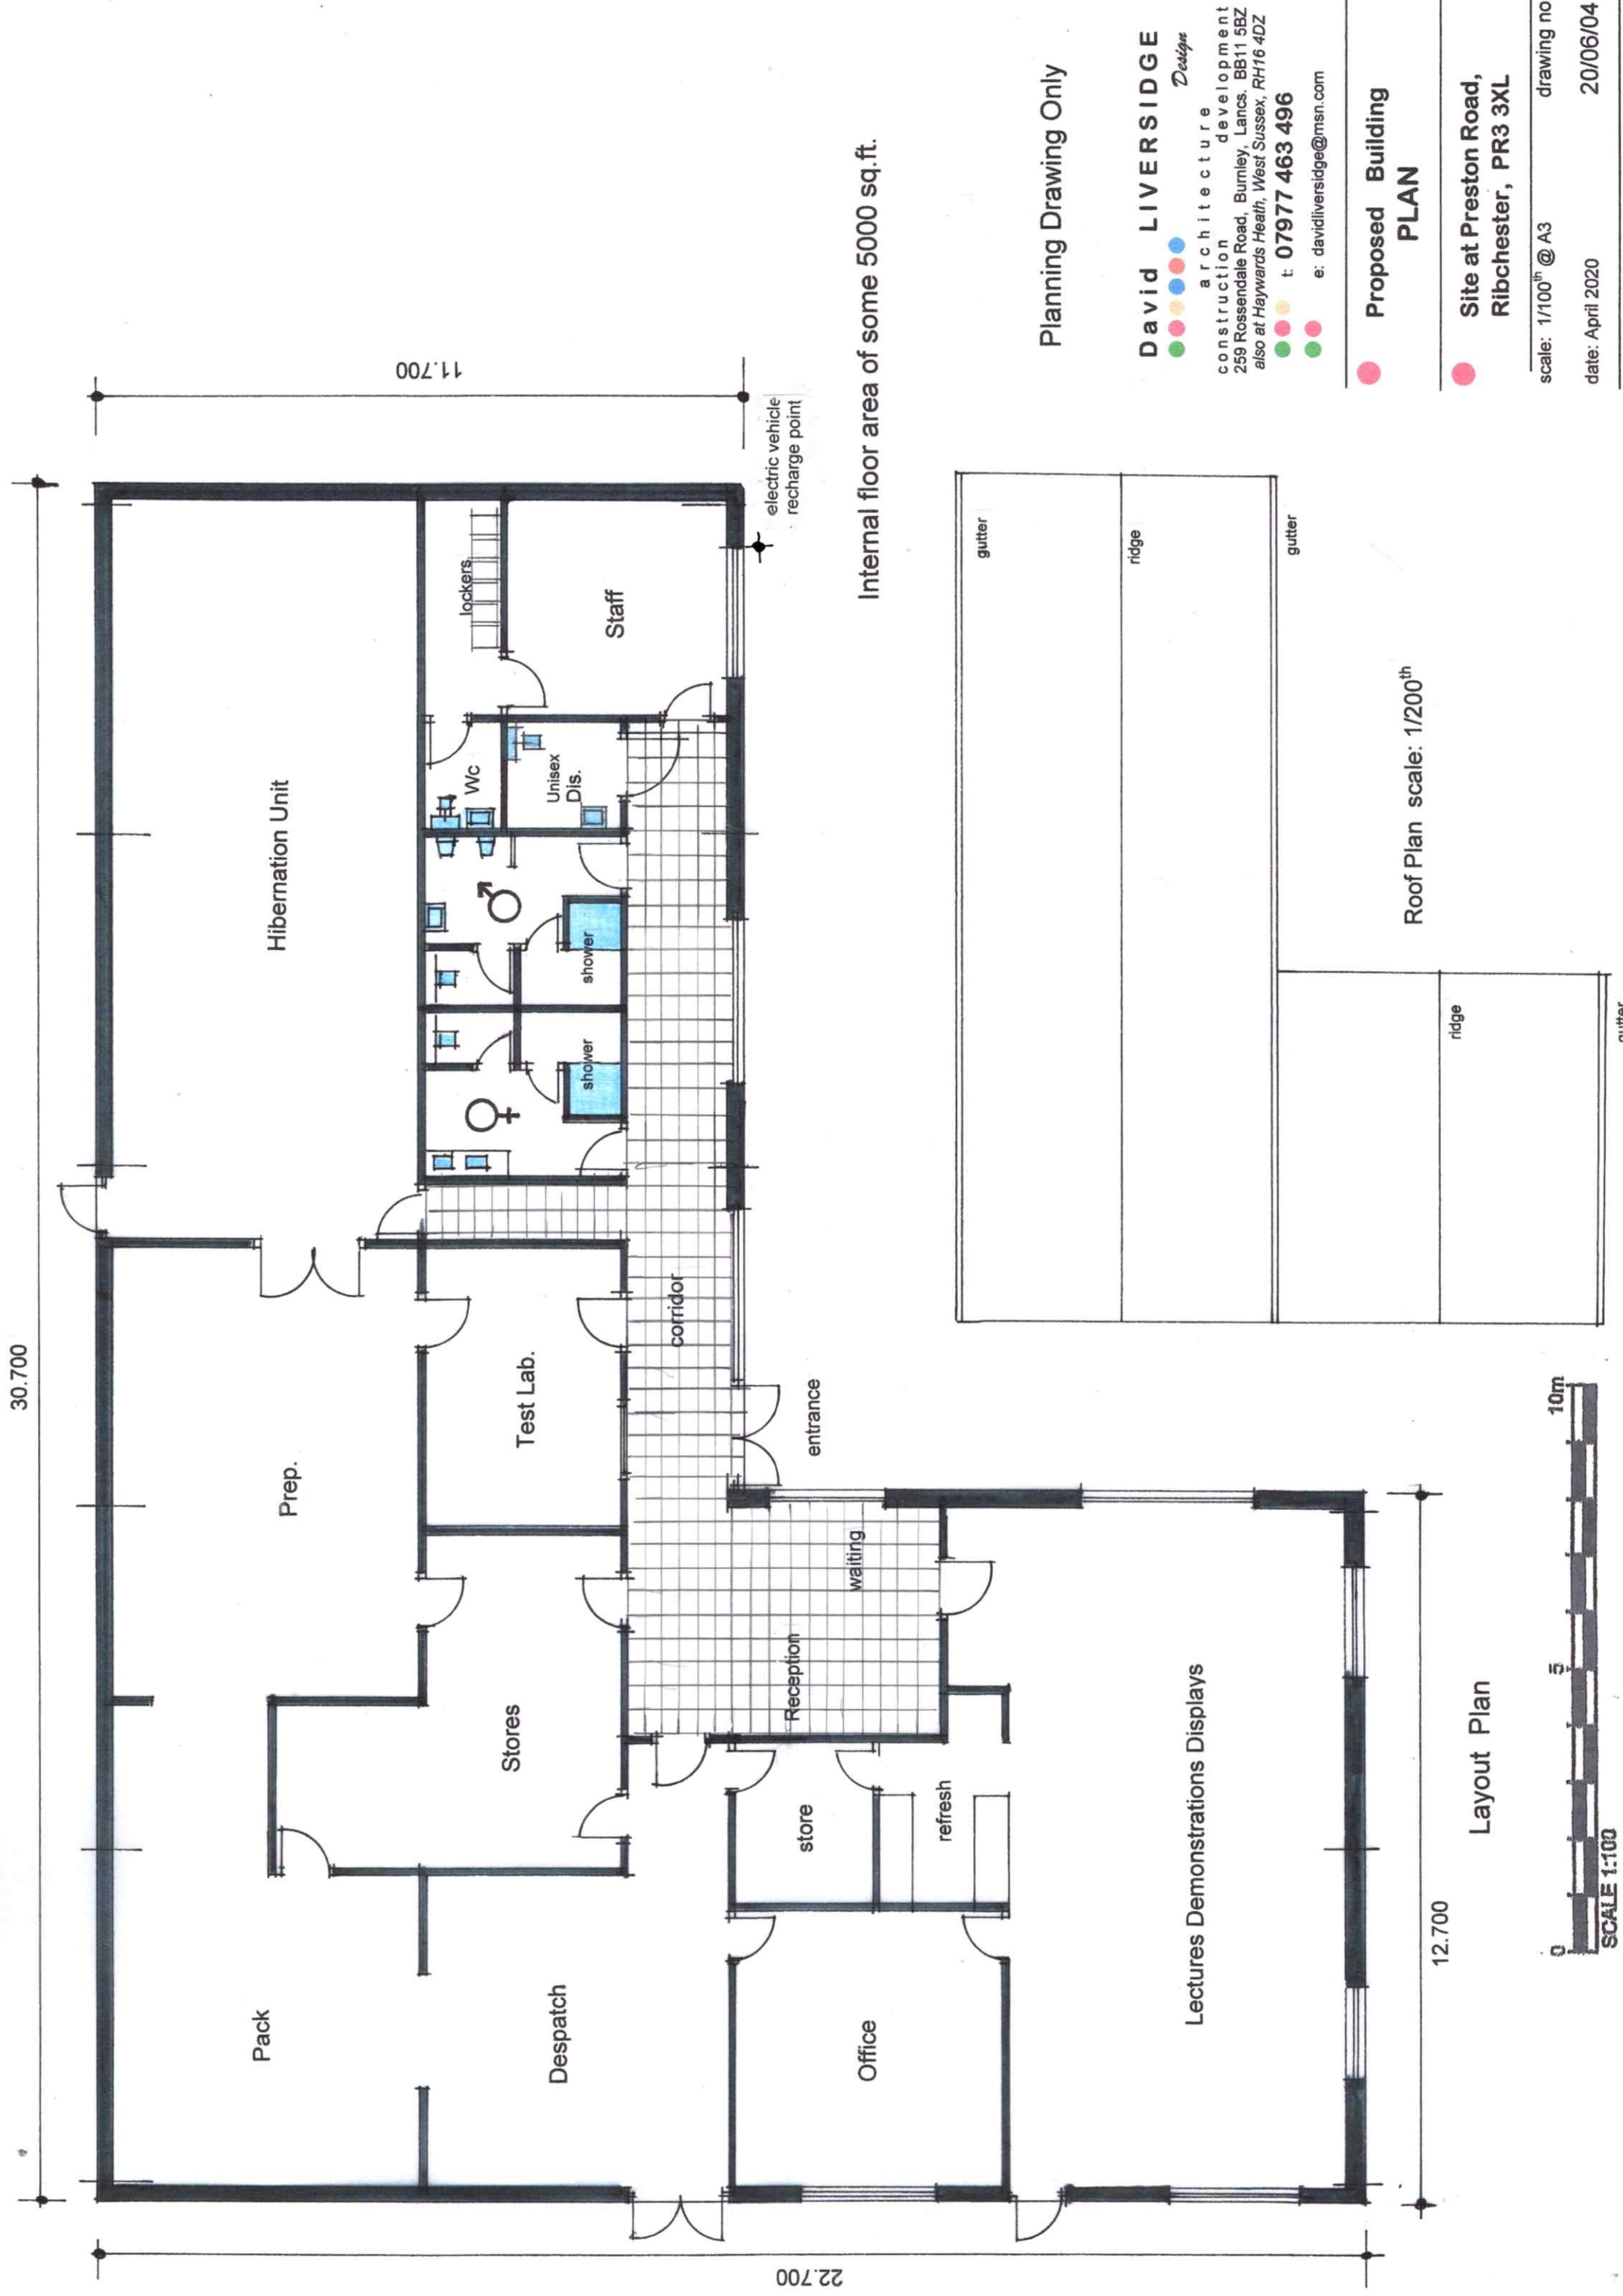 30.700
11.700
22.700
12.700
Hibernation Unit
Prep.
Pack
lockers
Staff
Wc
Unisex
Dis.
shower
shower
Test Lab.
Stores
Despatch
corridor
electric vehicle
recharge point
entrance
waiting
Reception
store
refresh
Office
Lectures Demonstrations Displays
Layout Plan
0
5
10m
SCALE 1:100
Internal floor area of some 5000 sq.ft.
gutter
ridge
gutter
ridge
gutter
Roof Plan scale: 1/200th
Planning Drawing Only
David LIVERSIDGE
Design
architecture
construction development
259 Rossendale Road, Burnley, Lancs. BB11 5BZ
also at Haywards Heath, West Sussex, RH16 4DZ
t: 07977 463 496
e: davidliversidge@msn.com
Proposed Building
PLAN
Site at Preston Road,
Ribchester, PR3 3XL
scale: 1/100th @ A3
drawing no
date: April 2020
20/06/04